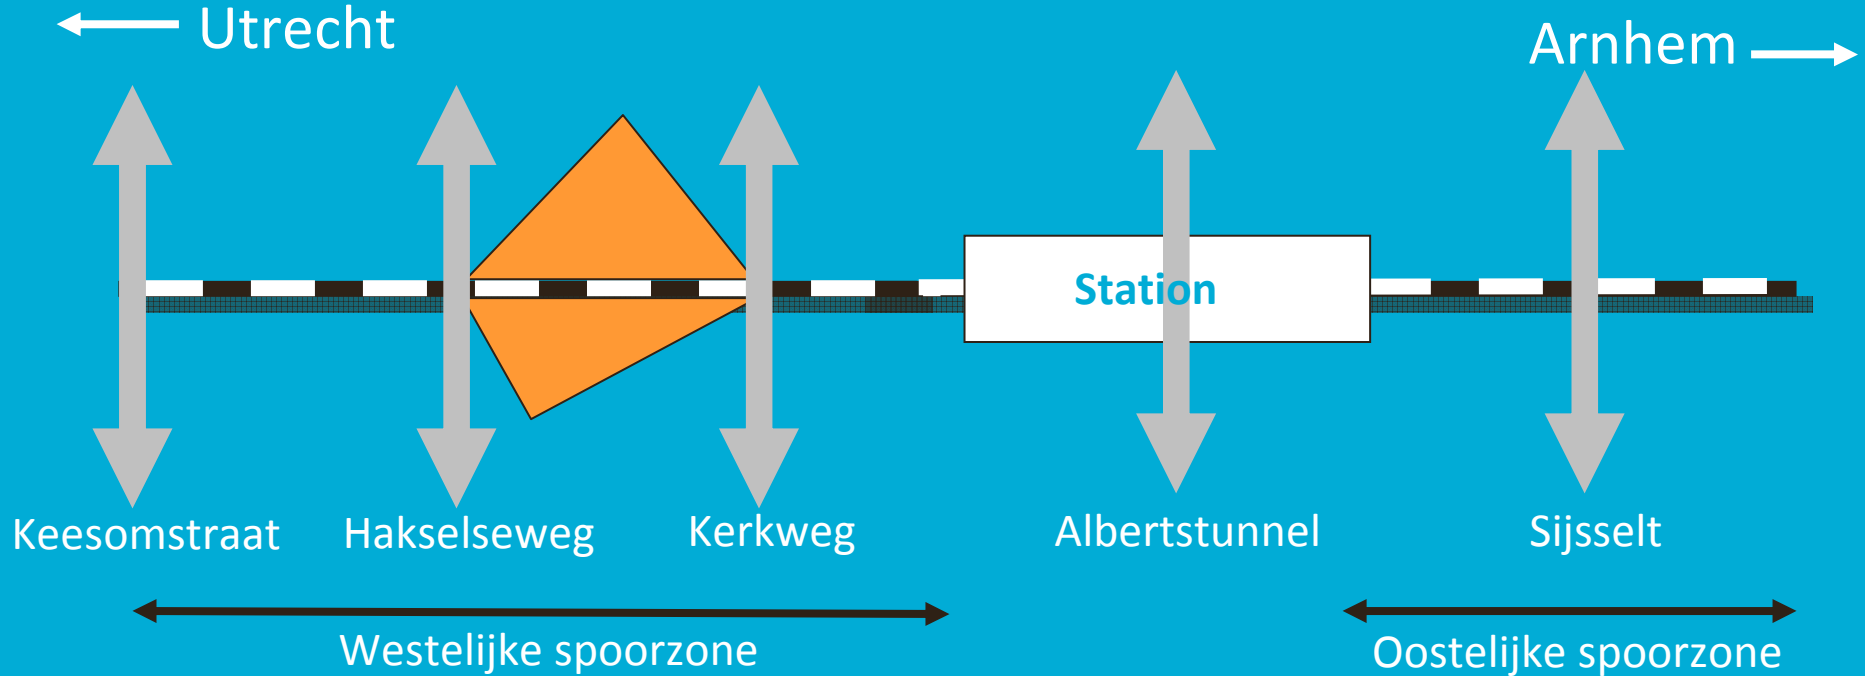 Utrecht
Arnhem
Station
Keesomstraat
Hakselseweg
Kerkweg
Albertstunnel
Sijsselt
Westelijke spoorzone
Oostelijke spoorzone